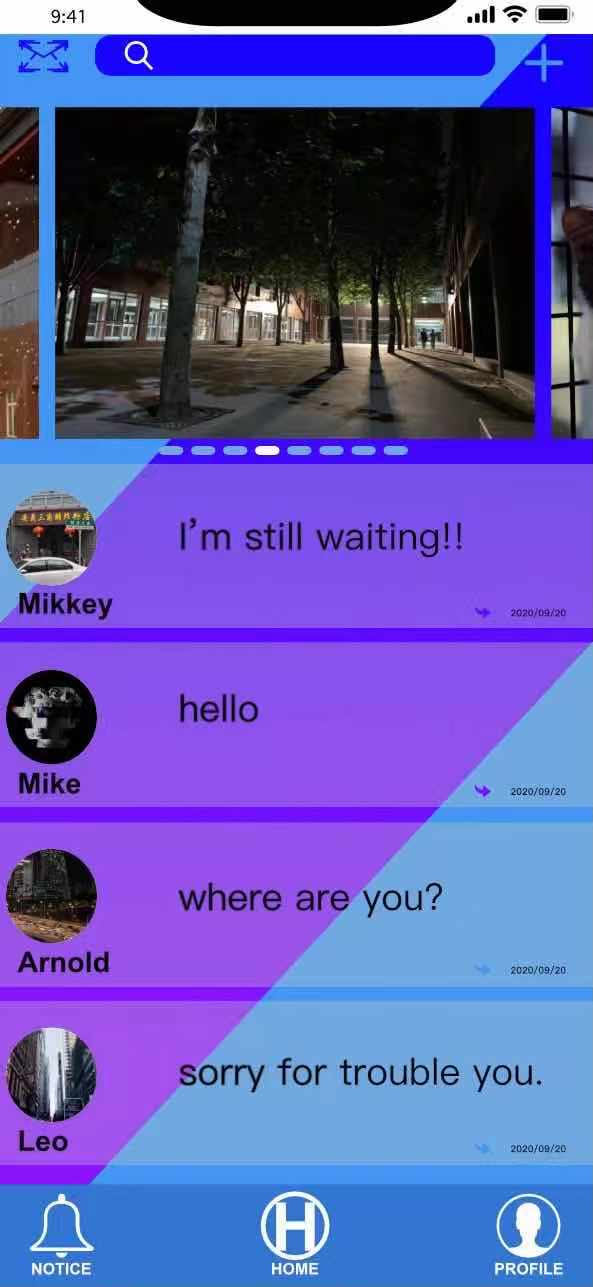 9:41
I'm still waiting!!
Mikkey
2020/09/20
hello
Mike
2020/09/20
where are you?
Arnold
2020/09/20
sorry for trouble you.
Leo
2020/09/20
H
NOTICE
HOME
PROFILE